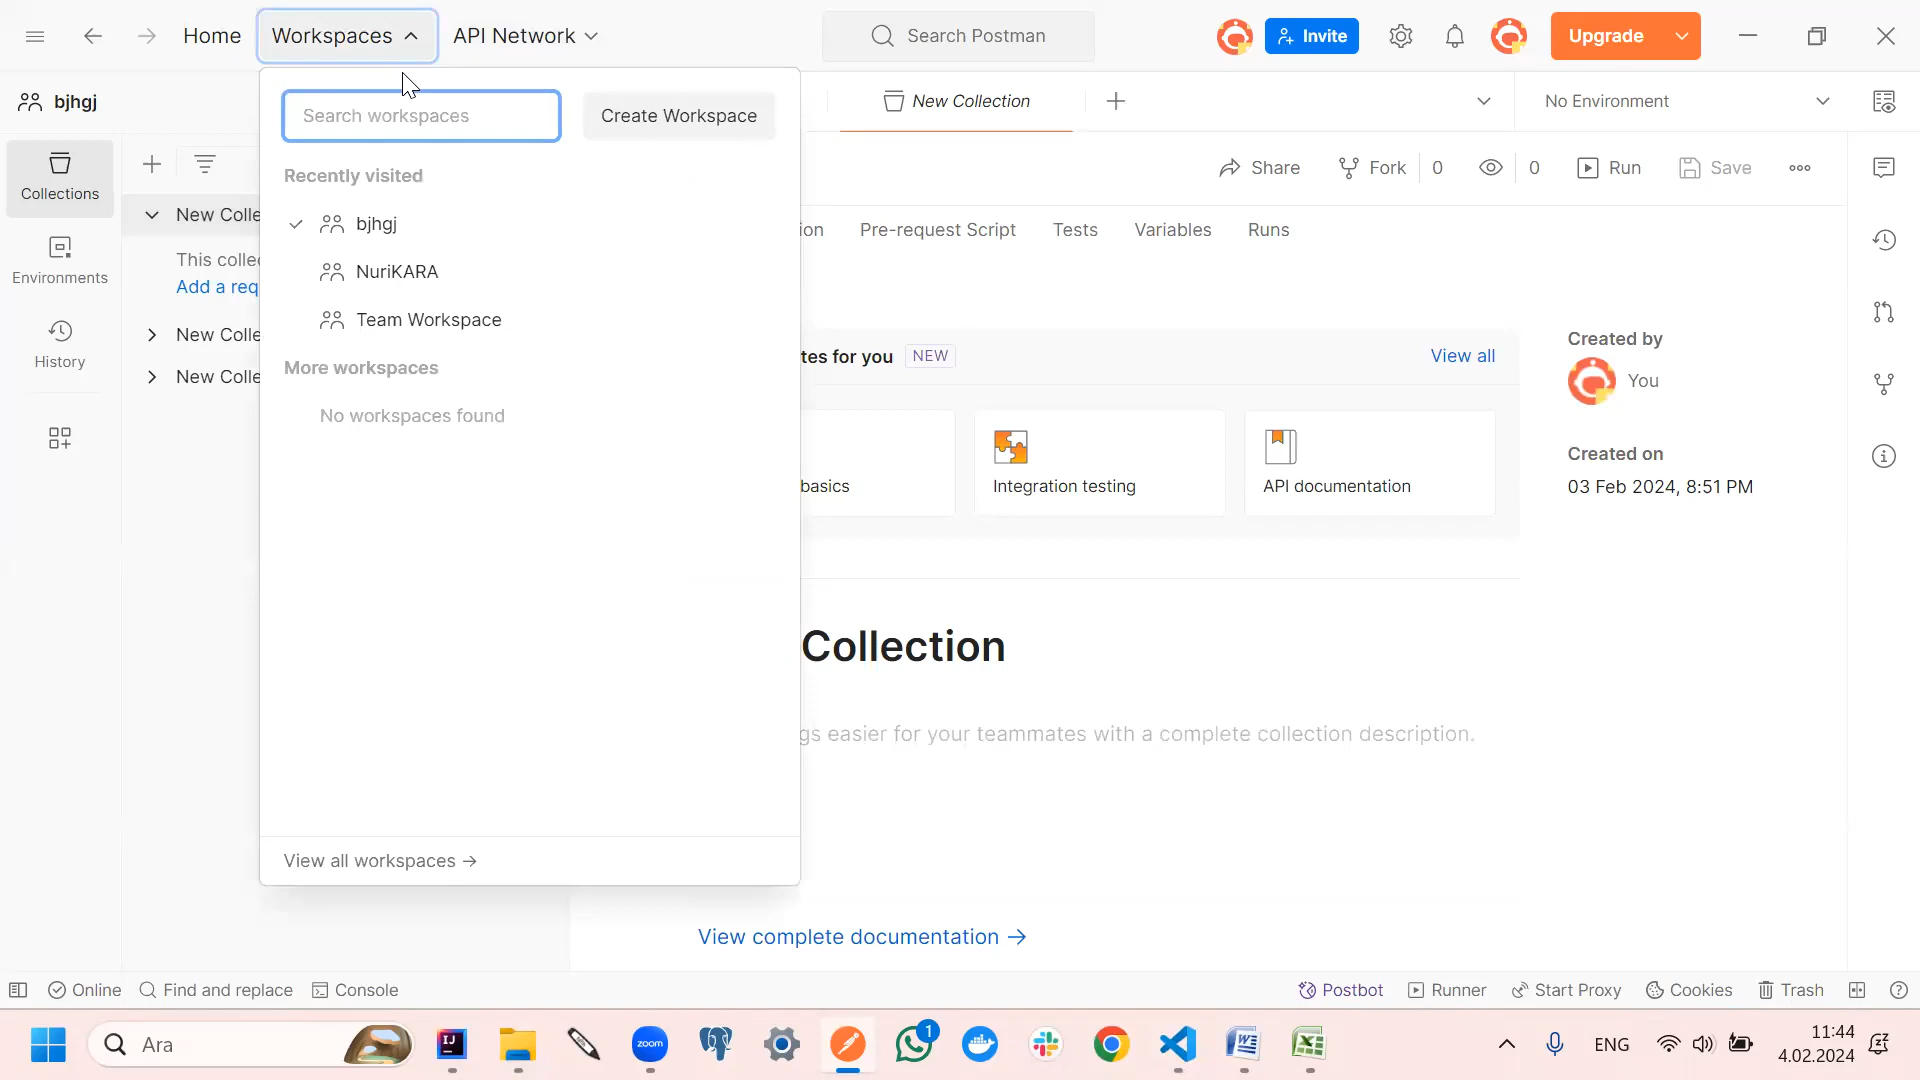 Home
Workspaces
API Network
Search Postman
Invite
Upgrade
bjhgj
Search workspaces
Create Workspace
New Collection
No Environment
Share
Fork
0
0
Run
Save
Collections
Environments
History
New Colle
This colle
Add a req
New Colle
New Colle
Recently visited
bjhgj
NuriKARA
Team Workspace
More workspaces
No workspaces found
View all workspaces →
ion
Pre-request Script
Tests
Variables
Runs
tes for you
NEW
View all
basics
Integration testing
API documentation
Created by
You
Created on
03 Feb 2024, 8:51 PM
Collection
gs easier for your teammates with a complete collection description.
View complete documentation →
Online
Find and replace
Console
Postbot
Runner
Start Proxy
Cookies
Trash
Ara
IJ
zoom
1
ENG
11:44
4.02.2024